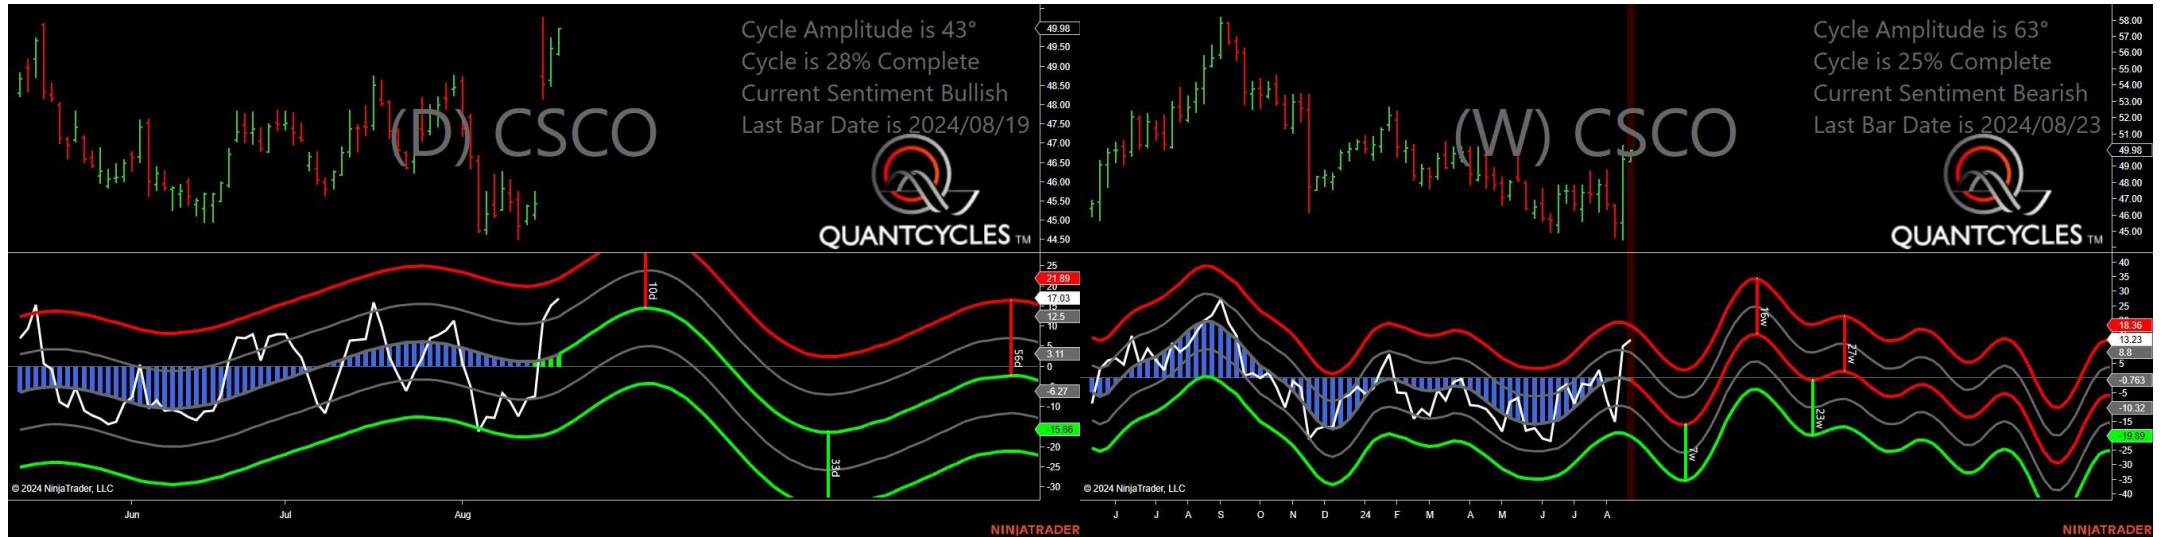 Cycle Amplitude is 43°
Cycle is 28% Complete
Current Sentiment Bullish
Last Bar Date is 2024/08/19
(D) CSCO
QUANTCYCLES TM
49.98
49.50
49.00
48.50
48.00
47.50
47.00
46.50
46.00
45.50
45.00
44.50
25
21.89
20
17.03
15
12.5
10
5
3.11
0
-5
-6.27
-10
-15.66
-20
-25
-30
10d
33d
56d
© 2024 NinjaTrader, LLC
Jun Jul Aug
NINJATRADER
Cycle Amplitude is 63°
Cycle is 25% Complete
Current Sentiment Bearish
Last Bar Date is 2024/08/23
(W) CSCO
QUANTCYCLES TM
58.00
57.00
56.00
55.00
54.00
53.00
52.00
51.00
49.98
49.00
48.00
47.00
46.00
45.00
40
35
30
25
18.36
13.23
8.8
5
-0.763
-5
-10.32
-15
-19.89
-25
-30
-35
-40
7w
16w
23w
27w
© 2024 NinjaTrader, LLC
J J A S O N D 24 F M A M J J A
NINJATRADER